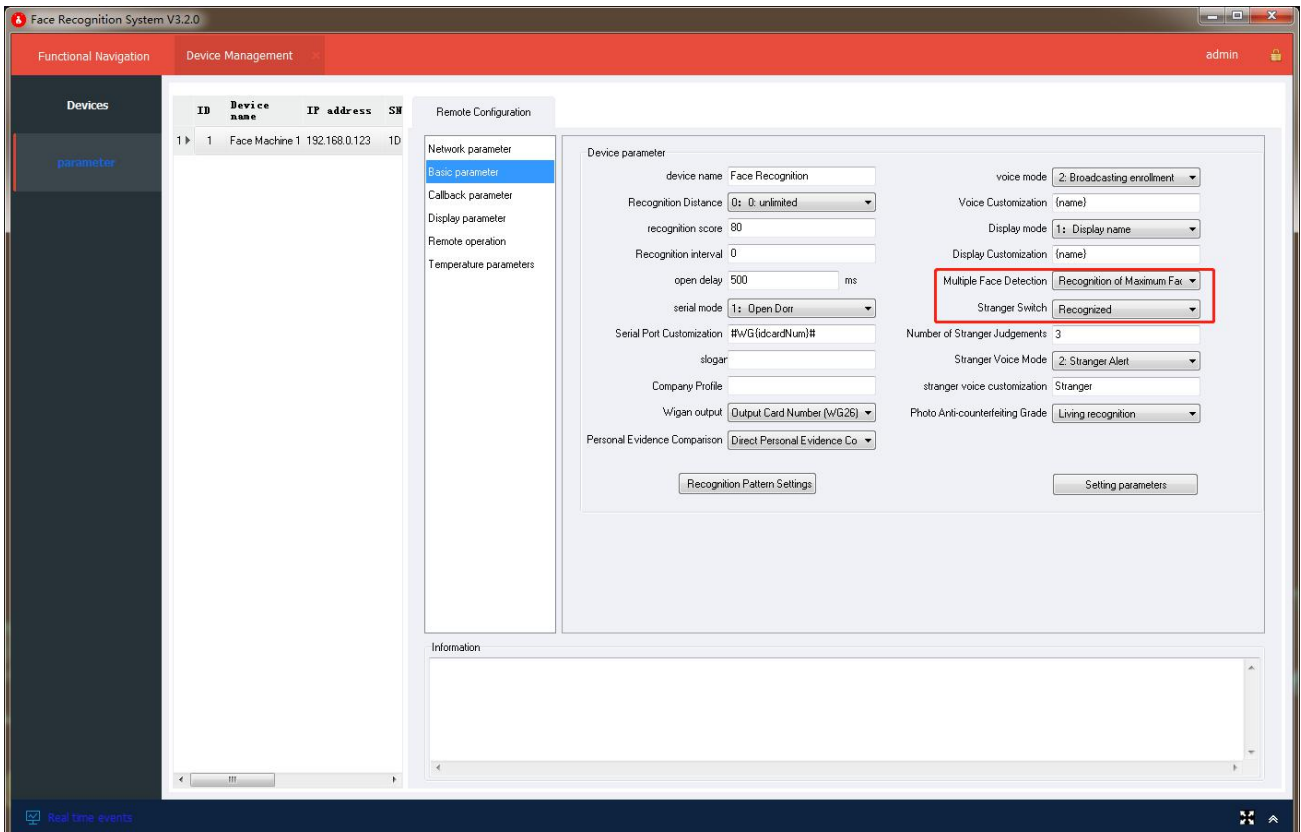 Face Recognition System V3.2.0
Functional Navigation
Device Management
admin
Devices
parameter
ID Device name IP address SN
1 1 Face Machine 1 192.168.0.123 1D
Remote Configuration
Network parameter
Basic parameter
Callback parameter
Display parameter
Remote operation
Temperature parameters
Device parameter
device name Face Recognition
Recognition Distance 0: 0: unlimited
recognition score 80
Recognition interval 0
open delay 500 ms
serial mode 1: Open Dorr
Serial Port Customization #WG{idcardNum}#
slogar
Company Profile
Wigan output Output Card Number (WG26)
Personal Evidence Comparison Direct Personal Evidence Co
Recognition Pattern Settings
voice mode 2: Broadcasting enrollment
Voice Customization {name}
Display mode 1: Display name
Display Customization {name}
Multiple Face Detection Recognition of Maximum Fac
Stranger Switch Recognized
Number of Stranger Judgements 3
Stranger Voice Mode 2: Stranger Alert
stranger voice customization Stranger
Photo Anti-counterfeiting Grade Living recognition
Setting parameters
Information
Real time events